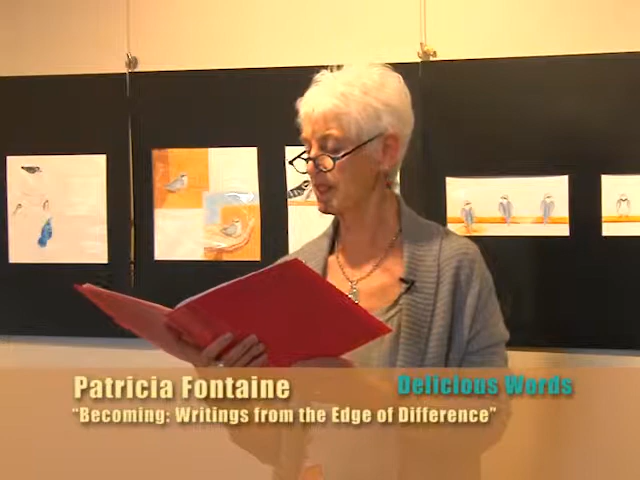 Patricia Fontaine
Delicious Words
"Becoming: Writings from the Edge of Difference"